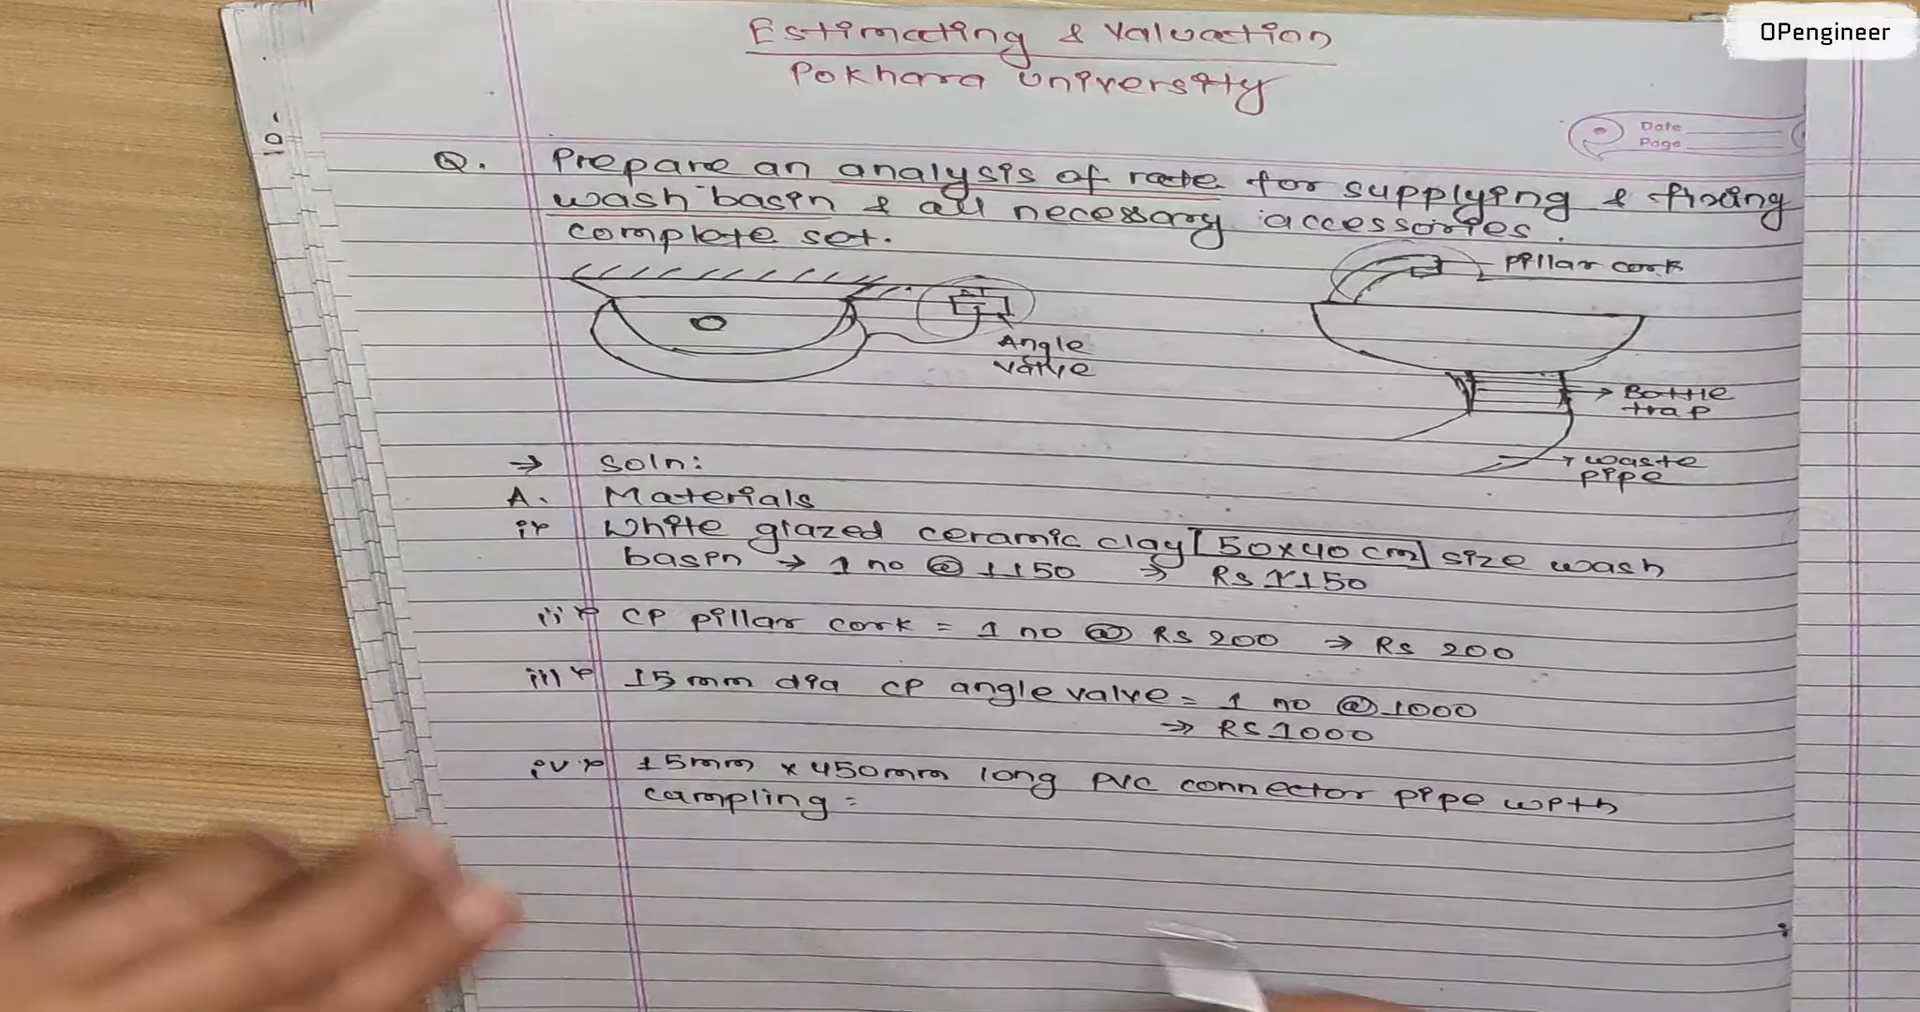 OPengineer
Estimating & Valuation
Pokhara University
Date
Page
Q. Prepare an analysis of rate for supplying & fixing
wash basin & all necessary accessories
complete set.
Pillar cork
Angle
valve
Bottle
trap
waste
pipe
→ Soln:
A. Materials
i> White glazed ceramic clay [50x40 cm] size wash
basin → 1 no @ 1150 ⇒ Rs 1150
ii> CP pillar cork = 1 no @ Rs 200 → Rs 200
iii> 15mm dia CP angle valve = 1 no @ 1000
⇒ RS 1000
iv> 15mm x 450mm long PVC connector pipe with
campling =